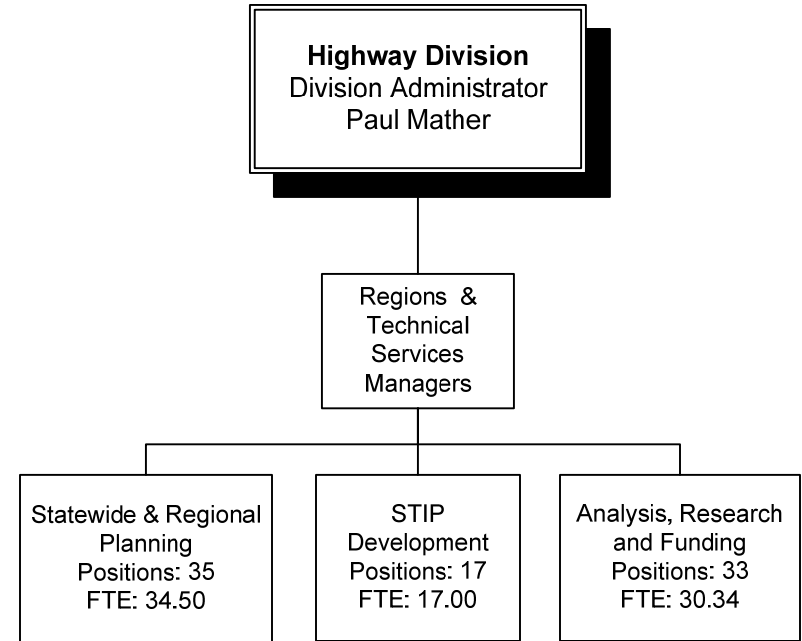 Highway Division
Division Administrator
Paul Mather
Regions &
Technical
Services
Managers
Statewide & Regional
Planning
Positions: 35
FTE: 34.50
STIP
Development
Positions: 17
FTE: 17.00
Analysis, Research
and Funding
Positions: 33
FTE: 30.34